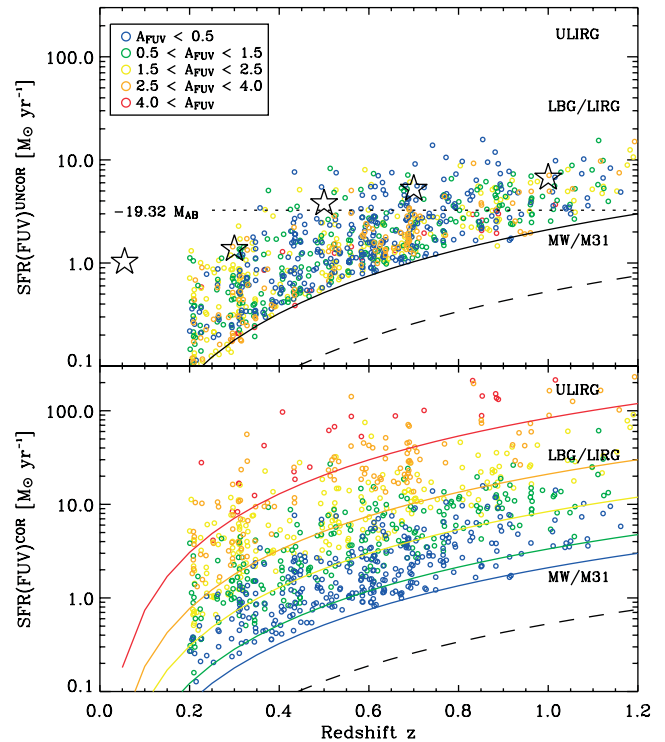 ULIRG
LBG/LIRG
MW/M31
A_FUV < 0.5
0.5 < A_FUV < 1.5
1.5 < A_FUV < 2.5
2.5 < A_FUV < 4.0
4.0 < A_FUV
−19.32 M_AB
SFR(FUV)^UNCOR [M⊙ yr⁻¹]
100.0
10.0
1.0
0.1
ULIRG
LBG/LIRG
MW/M31
SFR(FUV)^COR [M⊙ yr⁻¹]
100.0
10.0
1.0
0.1
0.0 0.2 0.4 0.6 0.8 1.0 1.2
Redshift z